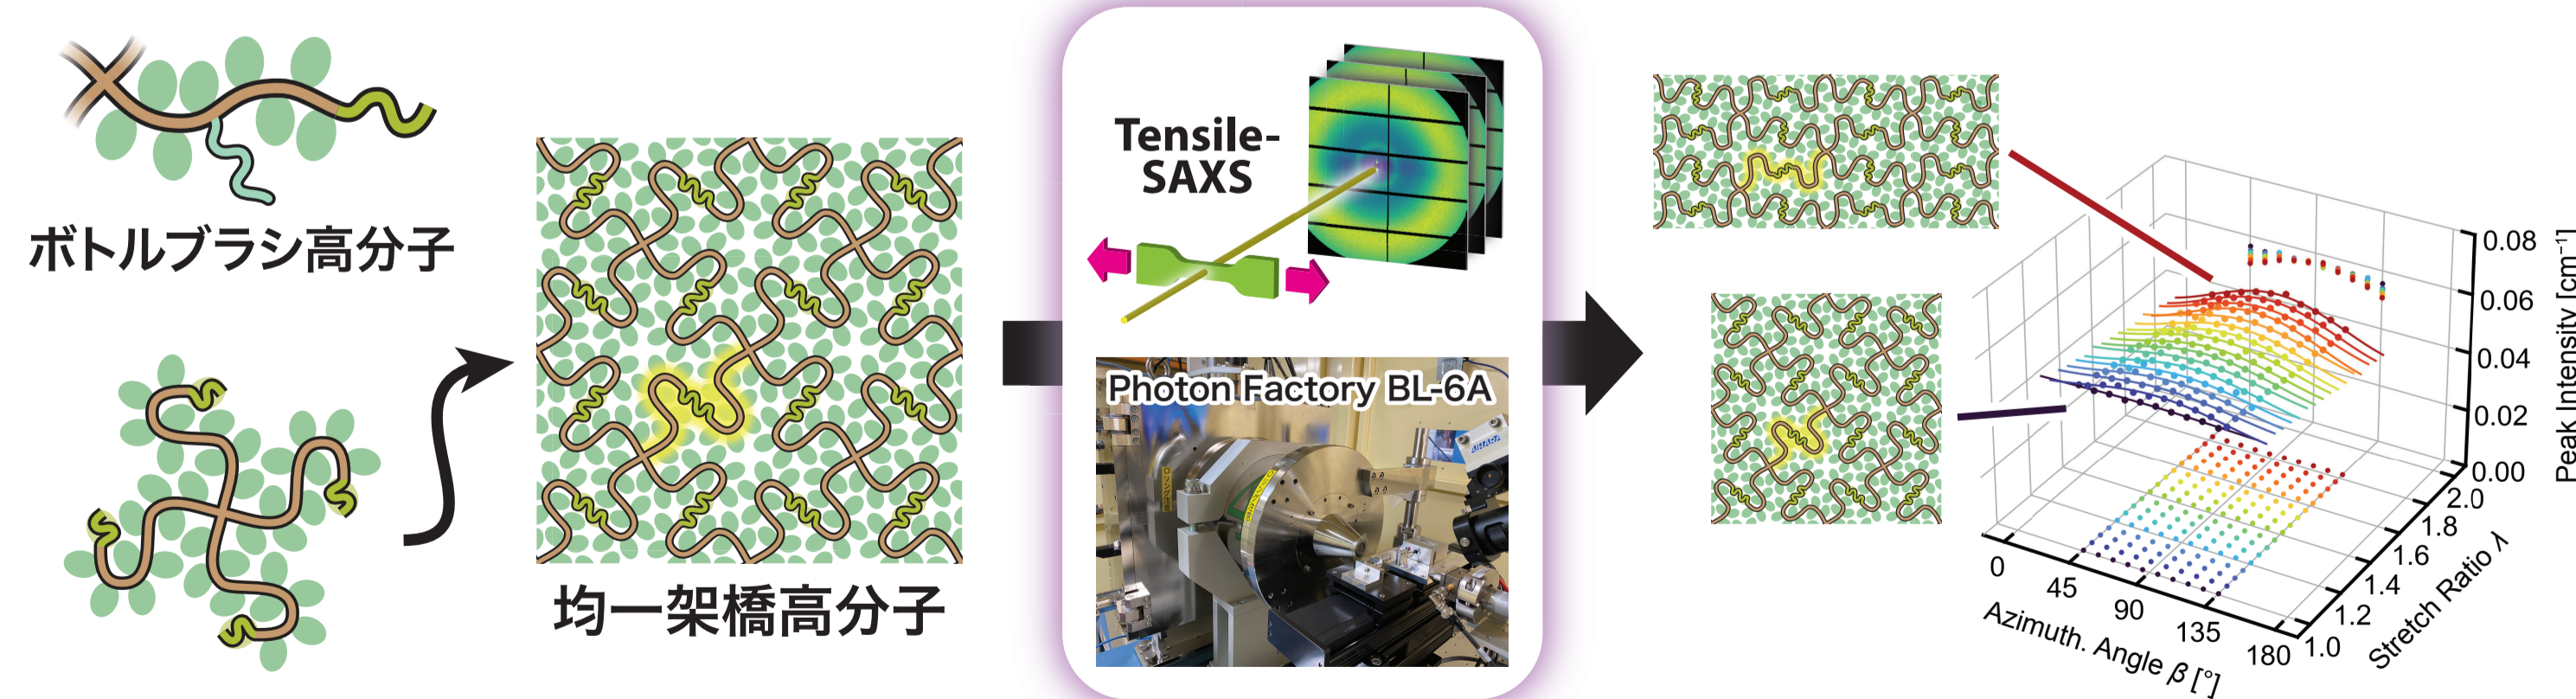 ボトルブラシ高分子
均一架橋高分子
Tensile-
SAXS
Photon Factory BL-6A
AIHARA
0.08
0.06
0.04
0.02
0.00
Peak Intensity [cm⁻¹]
2.0
1.8
1.6
1.4
1.2
1.0
Stretch Ratio λ
0
45
90
135
180
Azimuth. Angle β [°]